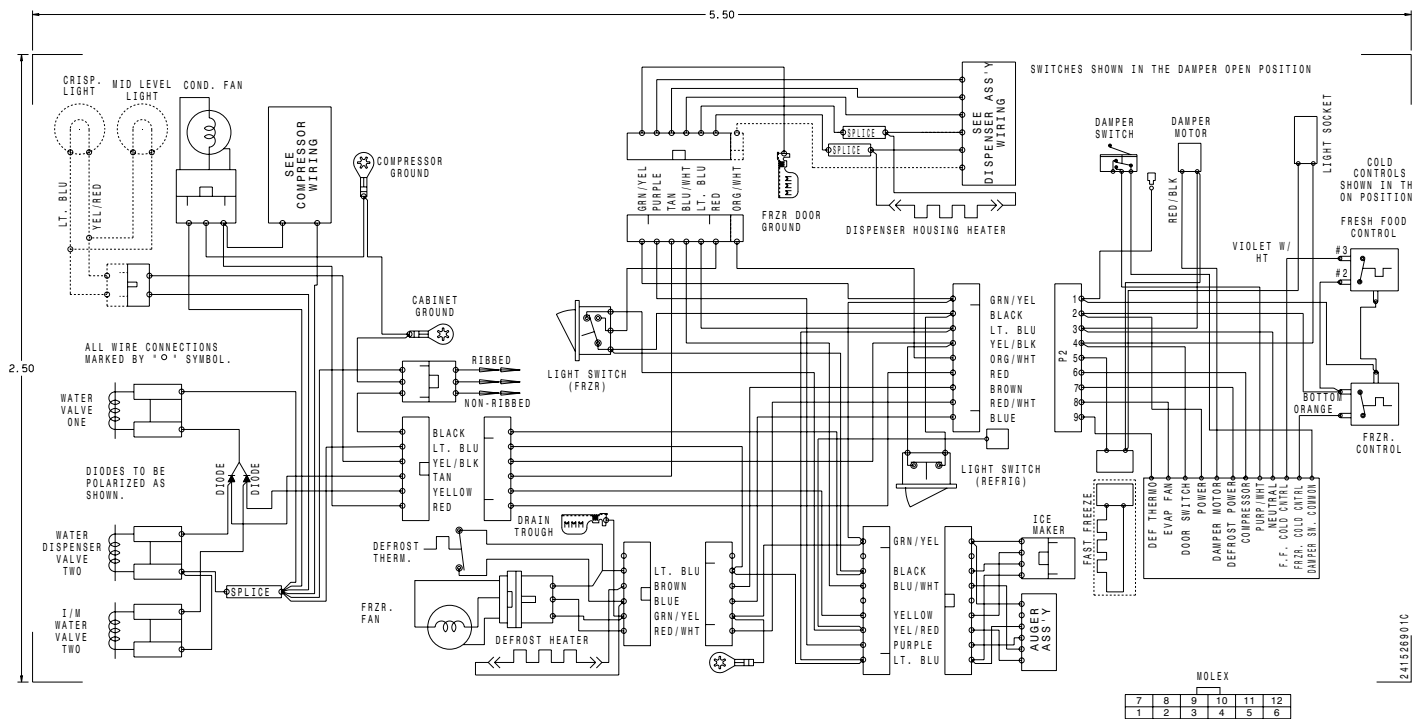 5.50
2.50
CRISP. LIGHT
MID LEVEL LIGHT
COND. FAN
LT. BLU
YEL/RED
SEE COMPRESSOR WIRING
COMPRESSOR GROUND
SWITCHES SHOWN IN THE DAMPER OPEN POSITION
SEE DISPENSER ASS'Y WIRING
SPLICE
SPLICE
GRN/YEL
PURPLE
TAN
BLU/WHT
LT. BLU
RED
ORG/WHT
FRZR DOOR GROUND
DISPENSER HOUSING HEATER
DAMPER SWITCH
DAMPER MOTOR
RED/BLK
LIGHT SOCKET
COLD CONTROLS SHOWN IN TH ON POSITION
FRESH FOOD CONTROL
VIOLET W/ HT
#3
#2
CABINET GROUND
ALL WIRE CONNECTIONS
MARKED BY "O" SYMBOL.
RIBBED
NON-RIBBED
LIGHT SWITCH (FRZR)
GRN/YEL
BLACK
LT. BLU
YEL/BLK
ORG/WHT
RED
BROWN
RED/WHT
BLUE
P2
1
2
3
4
5
6
7
8
9
BOTTOM ORANGE
FRZR. CONTROL
WATER VALVE ONE
DIODES TO BE POLARIZED AS SHOWN.
DIODE
DIODE
BLACK
LT. BLU
YEL/BLK
TAN
YELLOW
RED
LIGHT SWITCH (REFRIG)
WATER DISPENSER VALVE TWO
SPLICE
I/M WATER VALVE TWO
DRAIN TROUGH
DEFROST THERM.
FRZR. FAN
DEFROST HEATER
LT. BLU
BROWN
BLUE
GRN/YEL
RED/WHT
GRN/YEL
BLACK
BLU/WHT
YELLOW
YEL/RED
PURPLE
LT. BLU
ICE MAKER
AUGER ASS'Y
FAST FREEZE
DEF THERMO
EVAP FAN
DOOR SWITCH
POWER
DAMPER MOTOR
DEFROST POWER
COMPRESSOR
PURP/WHT
NEUTRAL
F.F. COLD CNTRL
FRZR. COLD CNTRL
DAMPER SW. COMMON
241526901C
MOLEX
7 8 9 10 11 12
1 2 3 4 5 6